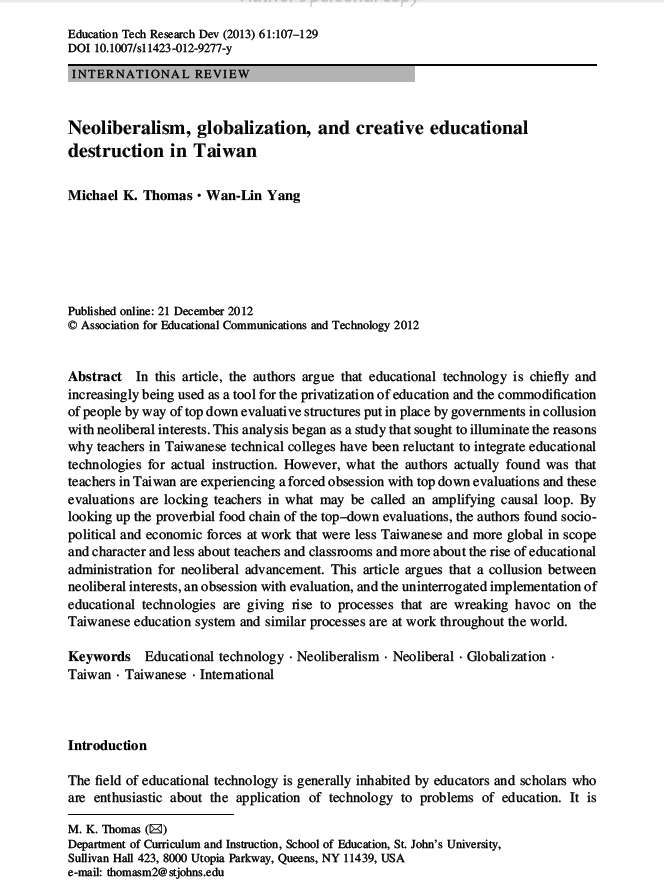 Author's personal copy
Education Tech Research Dev (2013) 61:107–129
DOI 10.1007/s11423-012-9277-y
INTERNATIONAL REVIEW
Neoliberalism, globalization, and creative educational
destruction in Taiwan
Michael K. Thomas · Wan-Lin Yang
Published online: 21 December 2012
© Association for Educational Communications and Technology 2012
Abstract In this article, the authors argue that educational technology is chiefly and
increasingly being used as a tool for the privatization of education and the commodification
of people by way of top down evaluative structures put in place by governments in collusion
with neoliberal interests. This analysis began as a study that sought to illuminate the reasons
why teachers in Taiwanese technical colleges have been reluctant to integrate educational
technologies for actual instruction. However, what the authors actually found was that
teachers in Taiwan are experiencing a forced obsession with top down evaluations and these
evaluations are locking teachers in what may be called an amplifying causal loop. By
looking up the proverbial food chain of the top–down evaluations, the authors found socio-
political and economic forces at work that were less Taiwanese and more global in scope
and character and less about teachers and classrooms and more about the rise of educational
administration for neoliberal advancement. This article argues that a collusion between
neoliberal interests, an obsession with evaluation, and the uninterrogated implementation of
educational technologies are giving rise to processes that are wreaking havoc on the
Taiwanese education system and similar processes are at work throughout the world.
Keywords Educational technology · Neoliberalism · Neoliberal · Globalization ·
Taiwan · Taiwanese · International
Introduction
The field of educational technology is generally inhabited by educators and scholars who
are enthusiastic about the application of technology to problems of education. It is
M. K. Thomas (✉)
Department of Curriculum and Instruction, School of Education, St. John's University,
Sullivan Hall 423, 8000 Utopia Parkway, Queens, NY 11439, USA
e-mail: thomasm2@stjohns.edu